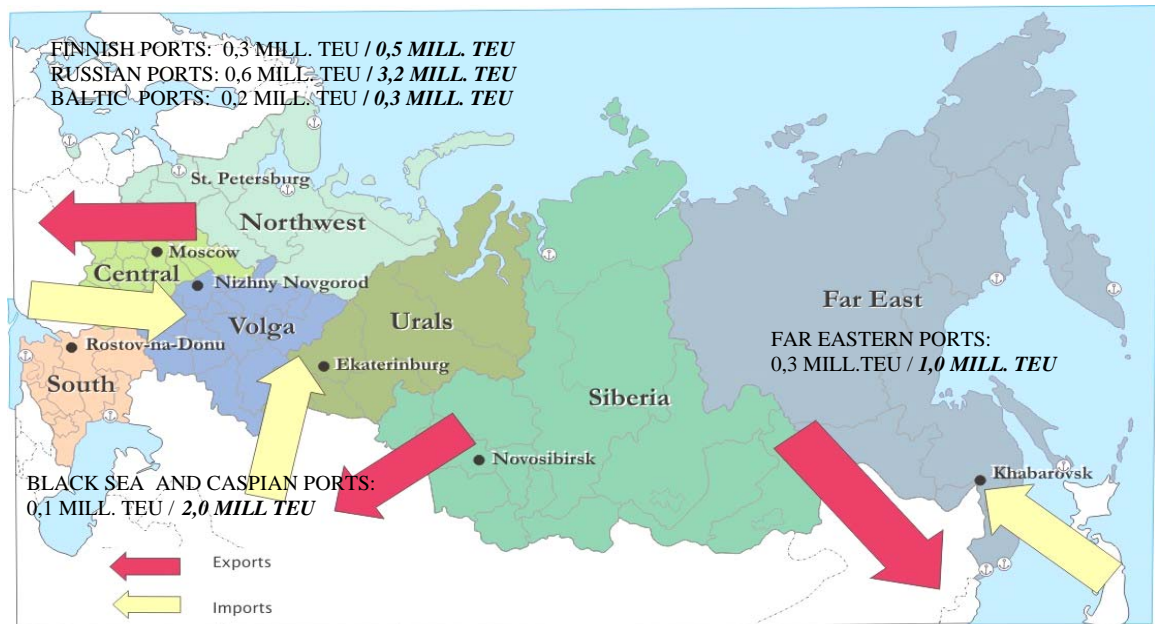 FINNISH PORTS: 0,3 MILL. TEU / 0,5 MILL. TEU
RUSSIAN PORTS: 0,6 MILL. TEU / 3,2 MILL. TEU
BALTIC PORTS: 0,2 MILL. TEU / 0,3 MILL. TEU
St. Petersburg
Northwest
Moscow
Central
Nizhny Novgorod
Volga
Urals
Far East
Rostov-na-Donu
Ekaterinburg
South
Siberia
FAR EASTERN PORTS:
0,3 MILL.TEU / 1,0 MILL. TEU
Novosibirsk
Khabarovsk
BLACK SEA AND CASPIAN PORTS:
0,1 MILL. TEU / 2,0 MILL TEU
Exports
Imports